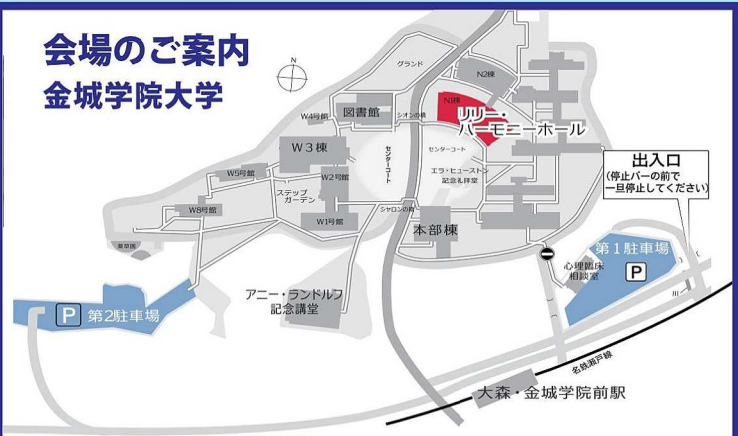 会場のご案内
金城学院大学
N
グランド
N2棟
N1棟
リリー・
ハーモニーホール
W4号館
図書館
シオンの橋
W3棟
センターコート
センターコート
エラ・ヒューストン
記念礼拝堂
W5号館
W2号館
ステップ
ガーデン
W8号館
W1号館
シャロンの橋
本部棟
薬草園
出入口
(停止バーの前で
一旦停止してください)
第1駐車場
P
心理臨床
相談室
アニー・ランドルフ
記念講堂
P 第2駐車場
名鉄瀬戸線
大森・金城学院前駅